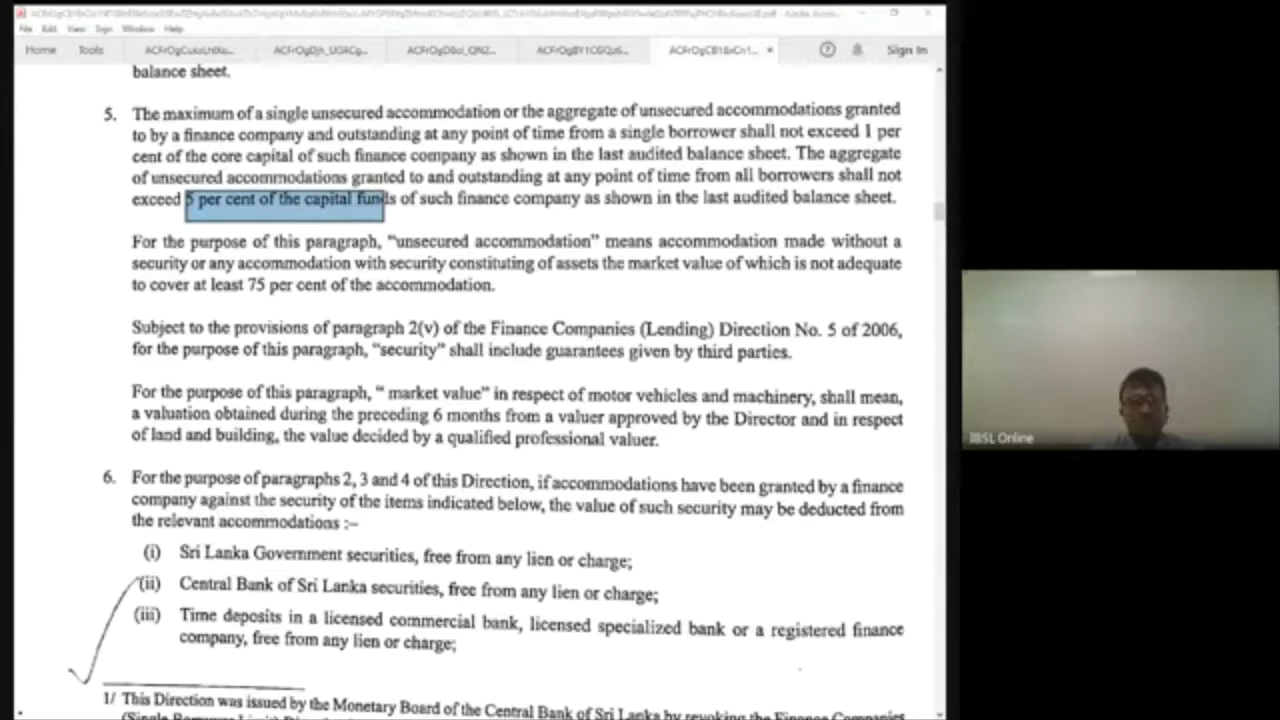 File Edit View Sign Window Help
Home Tools Sign In
balance sheet.
5. The maximum of a single unsecured accommodation or the aggregate of unsecured accommodations granted
to by a finance company and outstanding at any point of time from a single borrower shall not exceed 1 per
cent of the core capital of such finance company as shown in the last audited balance sheet. The aggregate
of unsecured accommodations granted to and outstanding at any point of time from all borrowers shall not
exceed 5 per cent of the capital funds of such finance company as shown in the last audited balance sheet.
For the purpose of this paragraph, “unsecured accommodation” means accommodation made without a
security or any accommodation with security constituting of assets the market value of which is not adequate
to cover at least 75 per cent of the accommodation.
Subject to the provisions of paragraph 2(v) of the Finance Companies (Lending) Direction No. 5 of 2006,
for the purpose of this paragraph, “security” shall include guarantees given by third parties.
For the purpose of this paragraph, “ market value” in respect of motor vehicles and machinery, shall mean,
a valuation obtained during the preceding 6 months from a valuer approved by the Director and in respect
of land and building, the value decided by a qualified professional valuer.
6. For the purpose of paragraphs 2, 3 and 4 of this Direction, if accommodations have been granted by a finance
company against the security of the items indicated below, the value of such security may be deducted from
the relevant accommodations :–
(i) Sri Lanka Government securities, free from any lien or charge;
(ii) Central Bank of Sri Lanka securities, free from any lien or charge;
(iii) Time deposits in a licensed commercial bank, licensed specialized bank or a registered finance
company, free from any lien or charge;
1/ This Direction was issued by the Monetary Board of the Central Bank of Sri Lanka by revoking the Finance Companies
IBSL Online